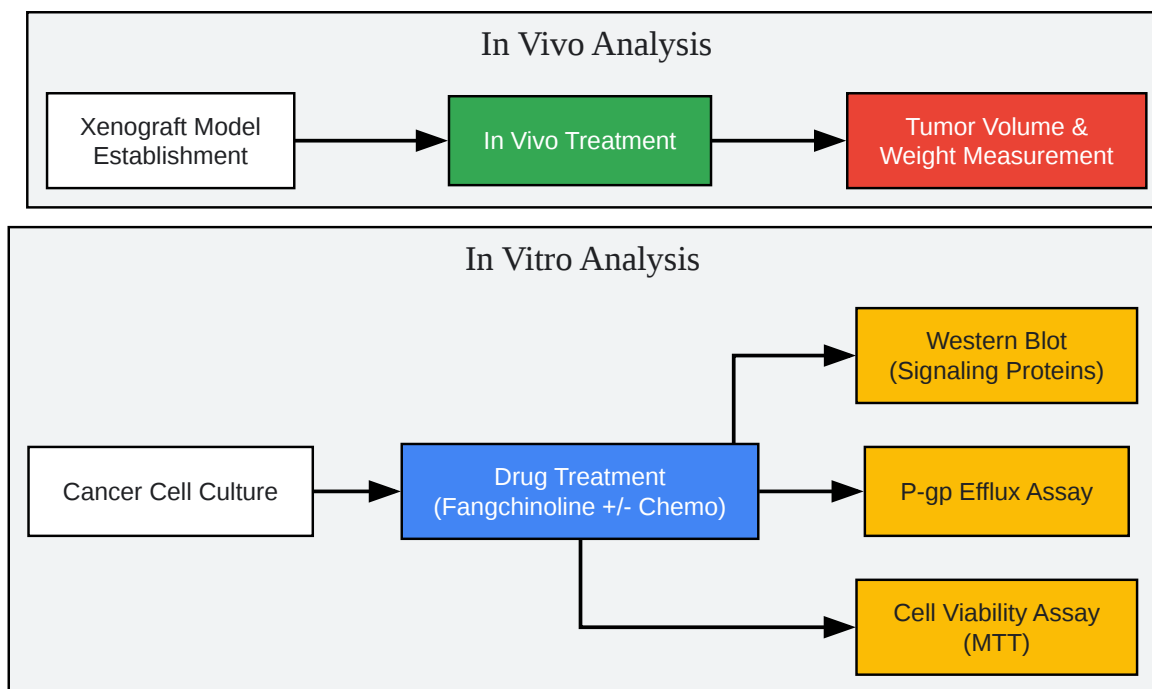 In Vivo Analysis
Xenograft Model
Establishment
In Vivo Treatment
Tumor Volume &
Weight Measurement
In Vitro Analysis
Western Blot
(Signaling Proteins)
Cancer Cell Culture
Drug Treatment
(Fangchinoline +/- Chemo)
P-gp Efflux Assay
Cell Viability Assay
(MTT)